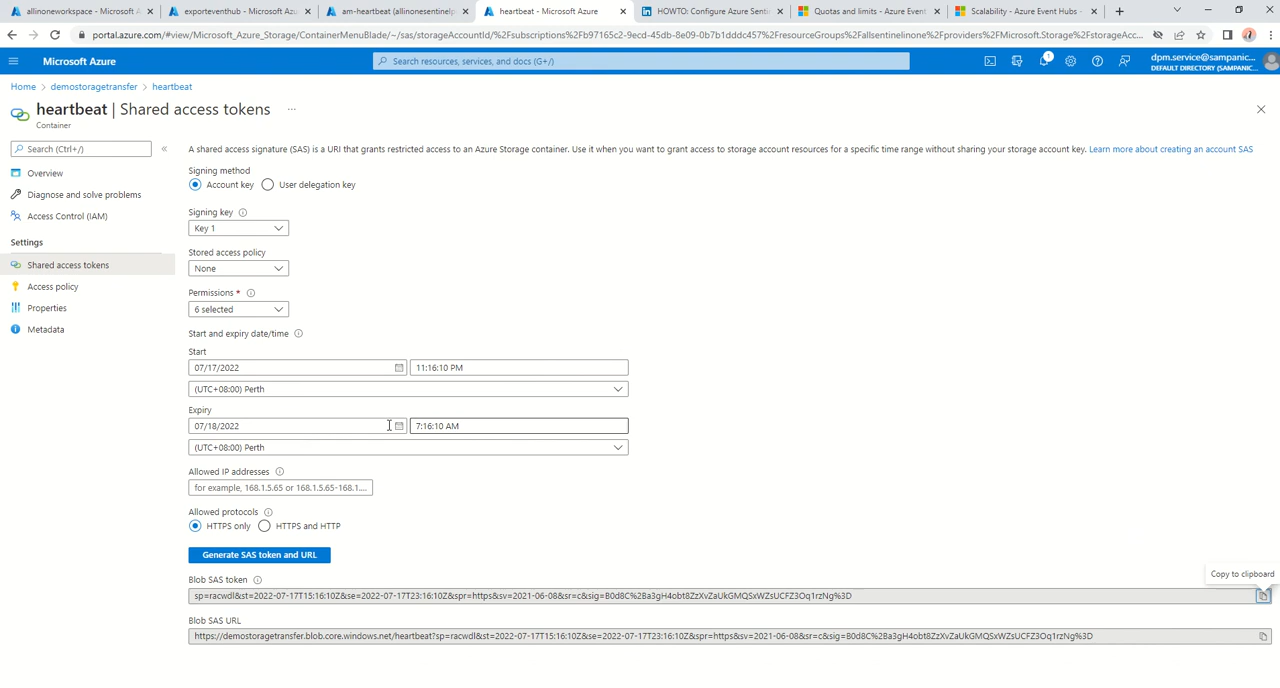 allinoneworkspace - Microsoft A
exporteventhub - Microsoft Azu
am-heartbeat (allinonesentinelp
heartbeat - Microsoft Azure
HOWTO: Configure Azure Senti
Quotas and limits - Azure Event
Scalability - Azure Event Hubs -
portal.azure.com/#view/Microsoft_Azure_Storage/ContainerMenuBlade/~/sas/storageAccountId/%2Fsubscriptions%2Fb97165c2-9ecd-45db-8e09-0b7b1dddc457%2FresourceGroups%2Fallsentinelinone%2Fproviders%2FMicrosoft.Storage%2FstorageAcc...
Microsoft Azure
Search resources, services, and docs (G+/)
1
dpm.service@sampanic...
DEFAULT DIRECTORY (SAMPANIC...
Home > demostoragetransfer > heartbeat
heartbeat | Shared access tokens ...
Container
Search (Ctrl+/)
Overview
Diagnose and solve problems
Access Control (IAM)
Settings
Shared access tokens
Access policy
Properties
Metadata
A shared access signature (SAS) is a URI that grants restricted access to an Azure Storage container. Use it when you want to grant access to storage account resources for a specific time range without sharing your storage account key. Learn more about creating an account SAS
Signing method
Account key
User delegation key
Signing key
Key 1
Stored access policy
None
Permissions *
6 selected
Start and expiry date/time
Start
07/17/2022
11:16:10 PM
(UTC+08:00) Perth
Expiry
07/18/2022
7:16:10 AM
(UTC+08:00) Perth
Allowed IP addresses
for example, 168.1.5.65 or 168.1.5.65-168.1....
Allowed protocols
HTTPS only
HTTPS and HTTP
Generate SAS token and URL
Copy to clipboard
Blob SAS token
sp=racwdl&st=2022-07-17T15:16:10Z&se=2022-07-17T23:16:10Z&spr=https&sv=2021-06-08&sr=c&sig=B0d8C%2Ba3gH4obt8ZzXvZaUkGMQSxWZsUCFZ3Oq1rzNg%3D
Blob SAS URL
https://demostoragetransfer.blob.core.windows.net/heartbeat?sp=racwdl&st=2022-07-17T15:16:10Z&se=2022-07-17T23:16:10Z&spr=https&sv=2021-06-08&sr=c&sig=B0d8C%2Ba3gH4obt8ZzXvZaUkGMQSxWZsUCFZ3Oq1rzNg%3D